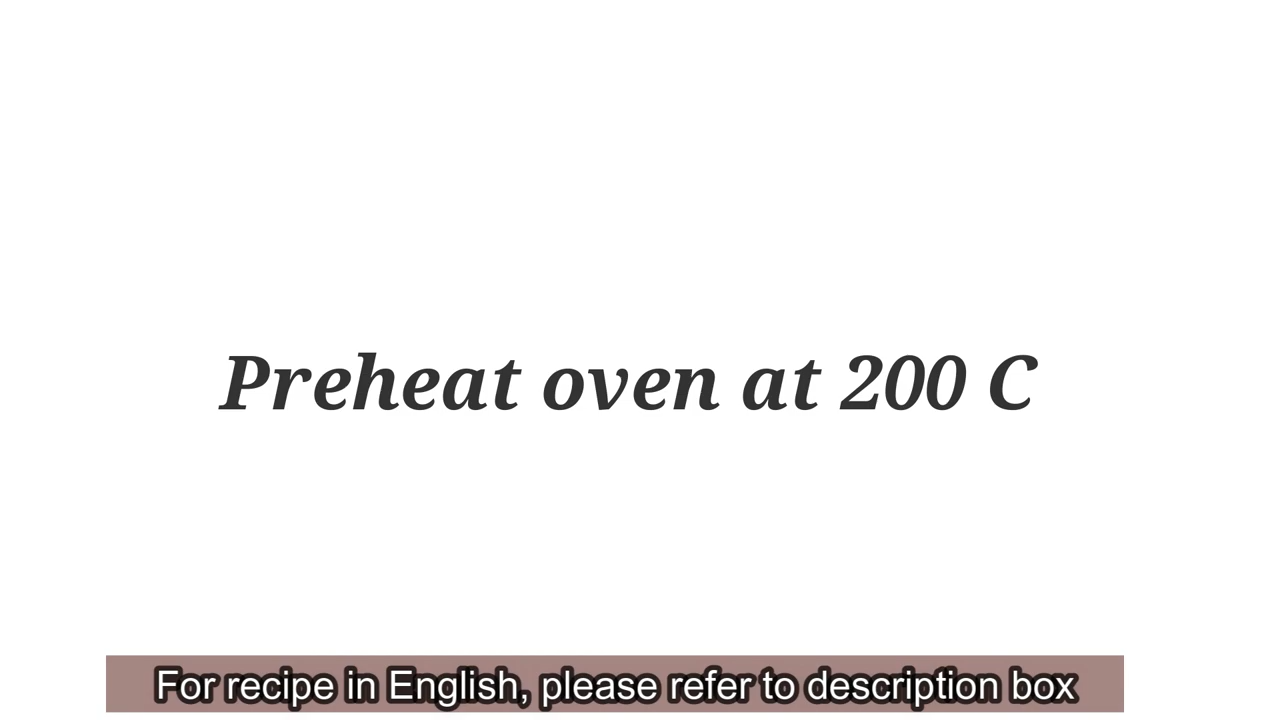 Preheat oven at 200 C
For recipe in English, please refer to description box